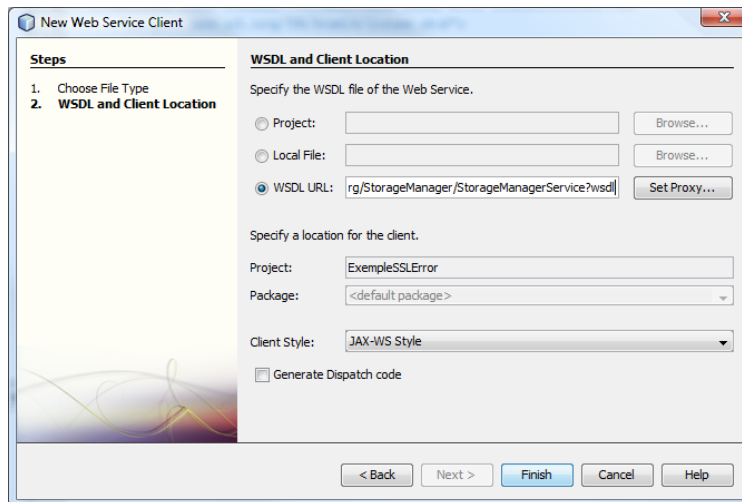 New Web Service Client
Steps
1. Choose File Type
2. WSDL and Client Location
WSDL and Client Location
Specify the WSDL file of the Web Service.
Project:
Browse...
Local File:
Browse...
WSDL URL:
rg/StorageManager/StorageManagerService?wsdl
Set Proxy...
Specify a location for the client.
Project:
ExempleSSLError
Package:
<default package>
Client Style:
JAX-WS Style
Generate Dispatch code
< Back
Next >
Finish
Cancel
Help